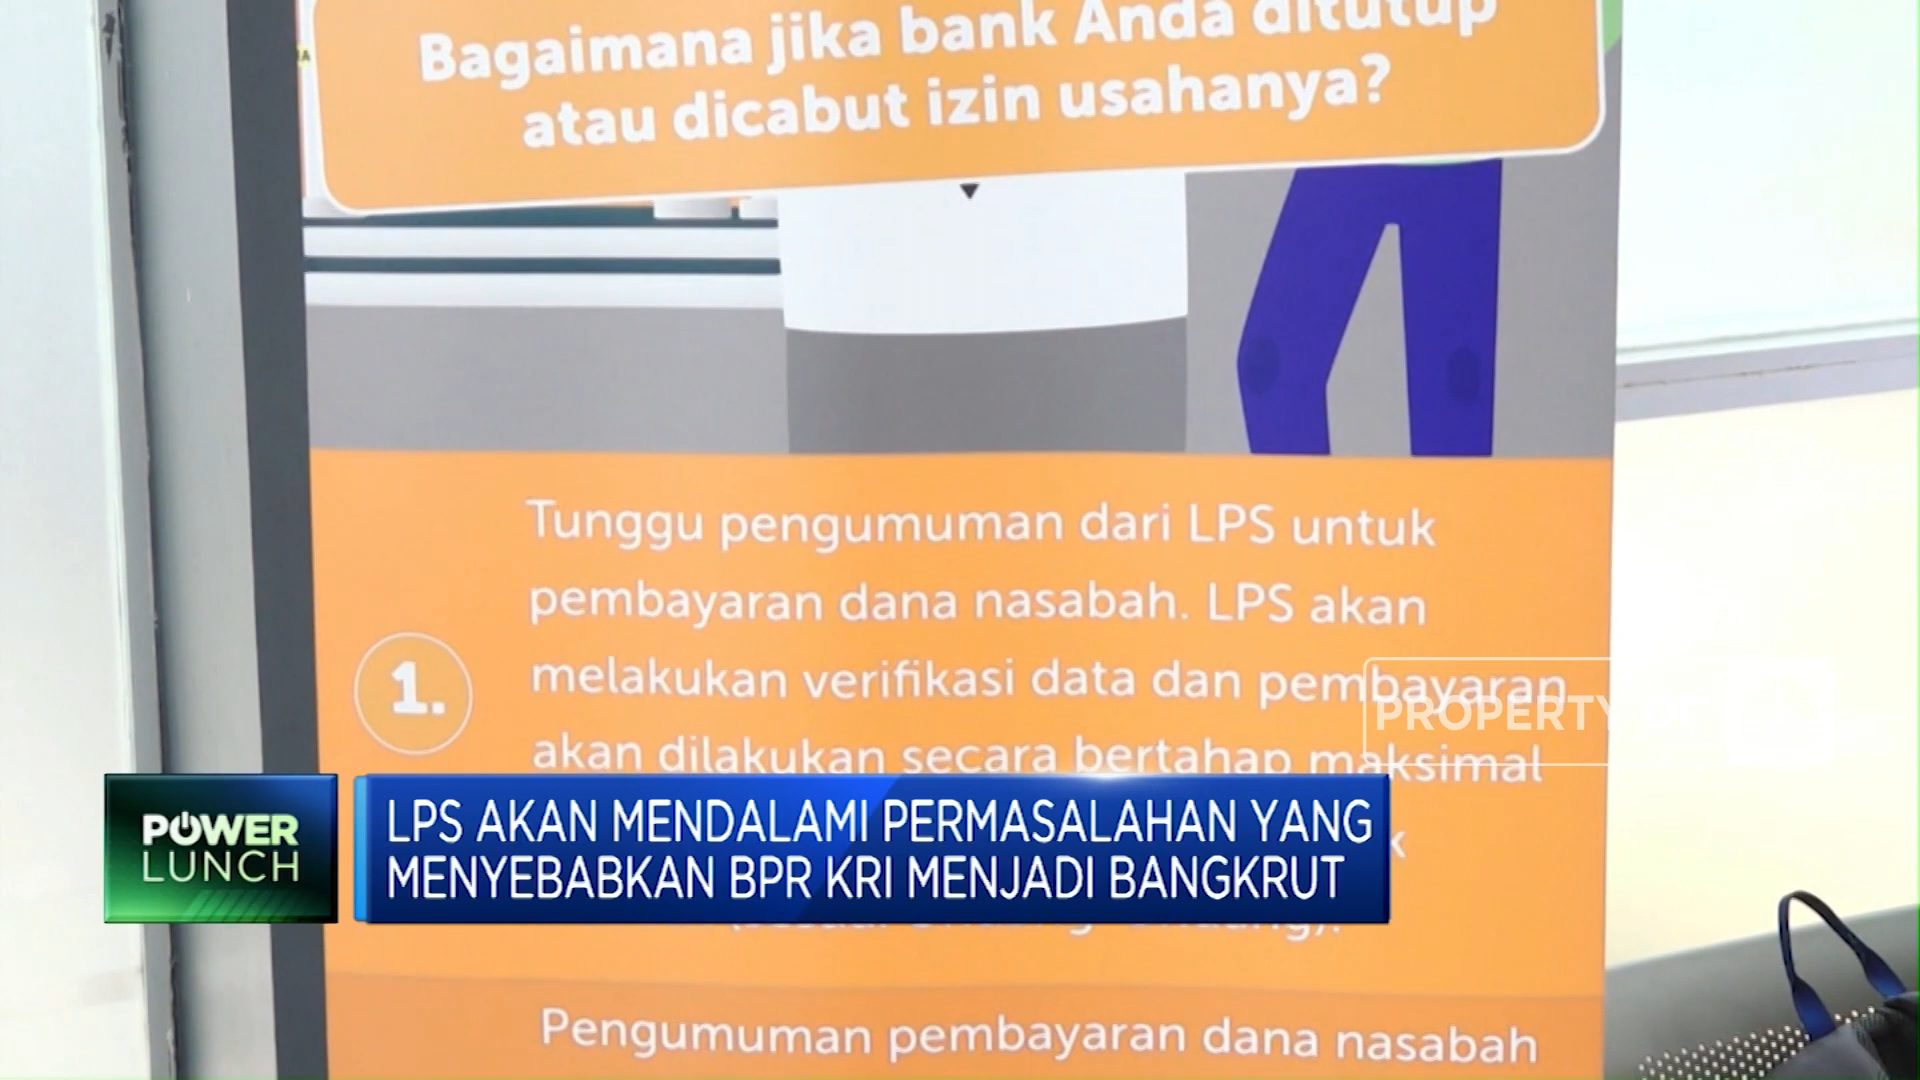 Bagaimana jika bank Anda ditutup
atau dicabut izin usahanya?
1.
Tunggu pengumuman dari LPS untuk
pembayaran dana nasabah. LPS akan
melakukan verifikasi data dan pembayaran
akan dilakukan secara bertahap maksimal
PROPERTY OF
POWER
LUNCH
LPS AKAN MENDALAMI PERMASALAHAN YANG
MENYEBABKAN BPR KRI MENJADI BANGKRUT
Pengumuman pembayaran dana nasabah